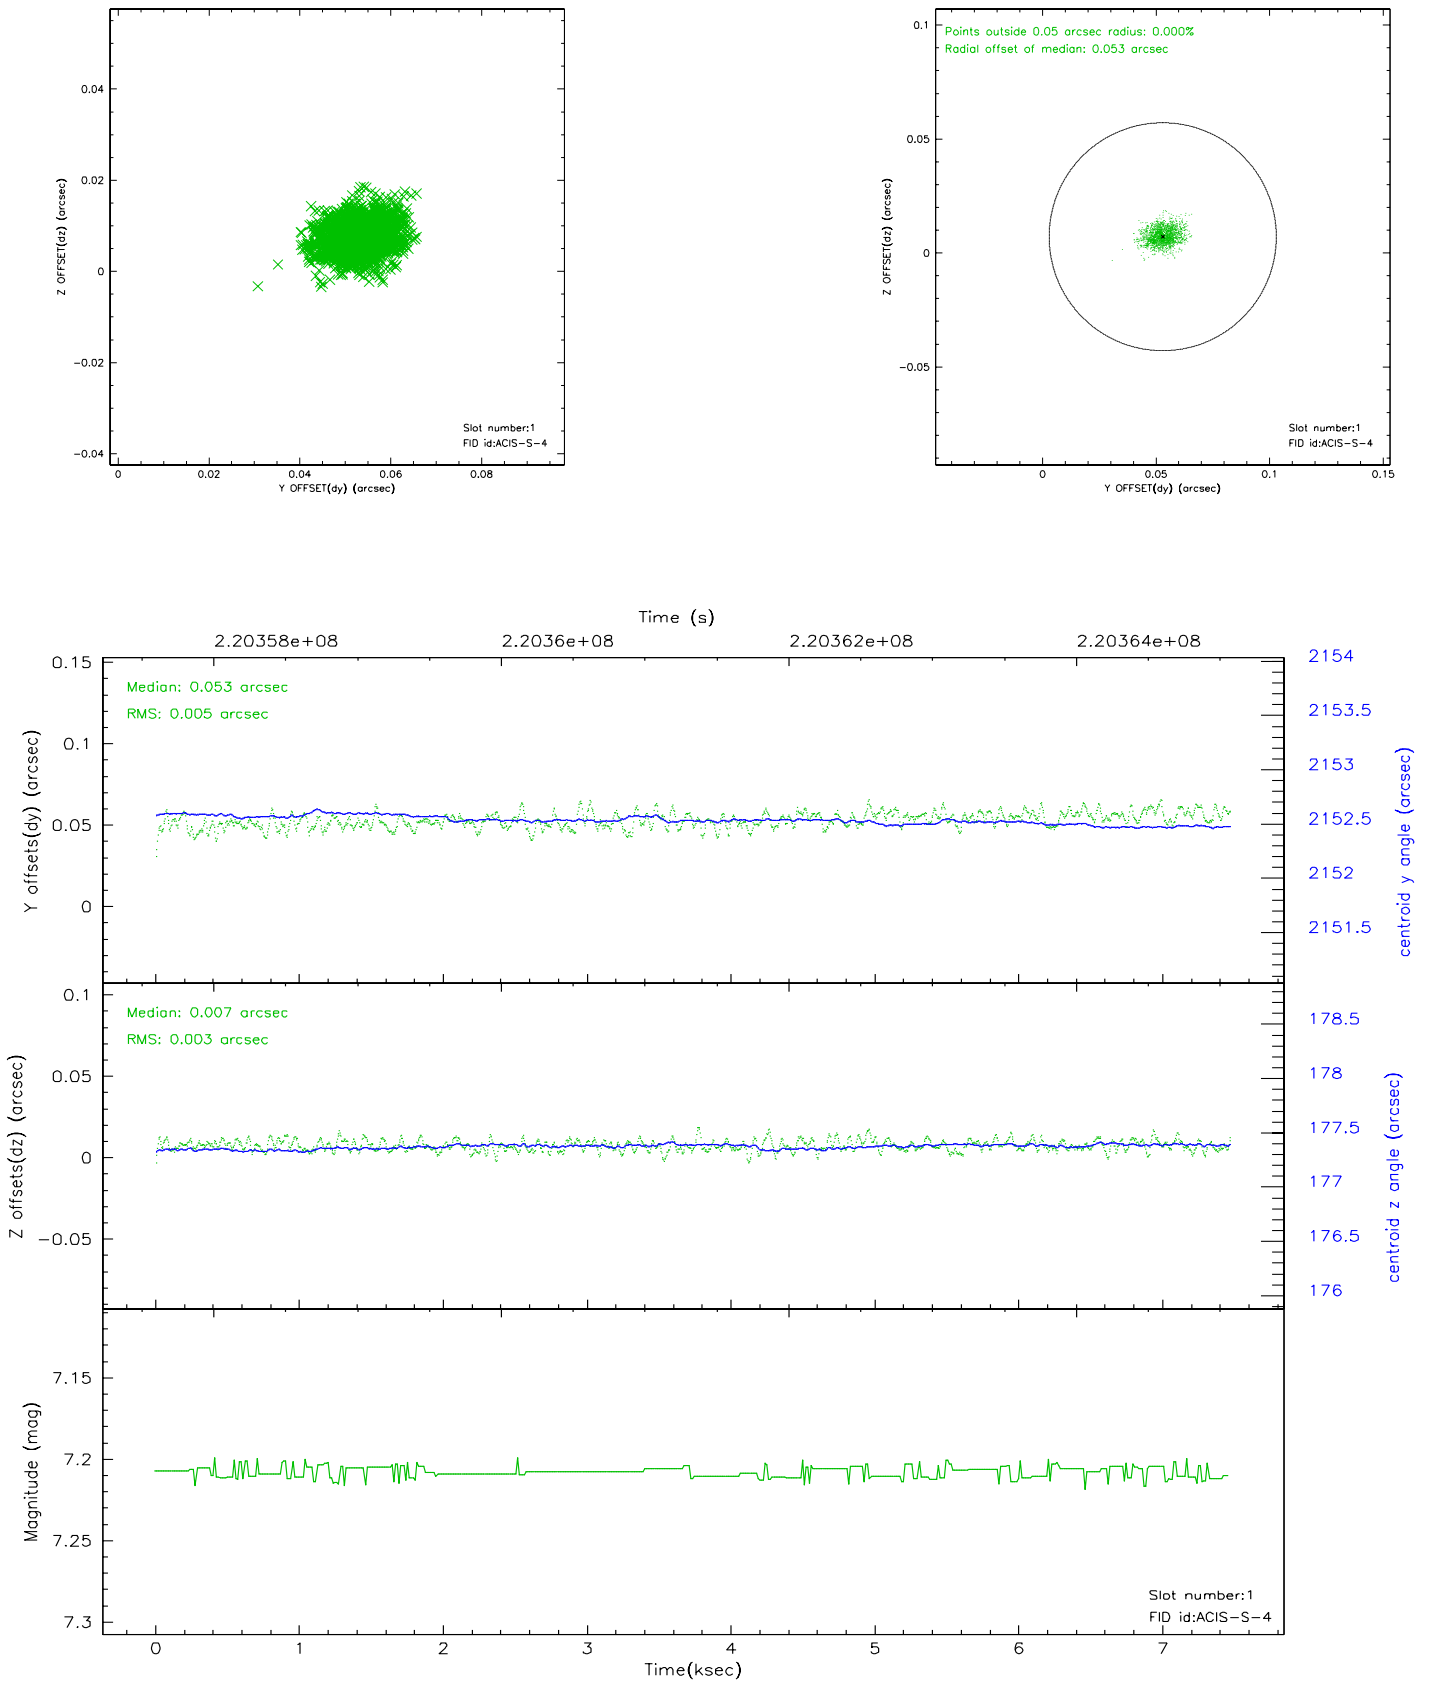 0.04
0.02
0
−0.02
−0.04
Z OFFSET(dz) (arcsec)
Slot number:1
FID id:ACIS−S−4
0
0.02
0.04
0.06
0.08
Y OFFSET(dy) (arcsec)
Points outside 0.05 arcsec radius: 0.000%
Radial offset of median: 0.053 arcsec
0.1
0.05
0
−0.05
Z OFFSET(dz) (arcsec)
Slot number:1
FID id:ACIS−S−4
0
0.05
0.1
0.15
Y OFFSET(dy) (arcsec)
Time (s)
2.20358e+08
2.2036e+08
2.20362e+08
2.20364e+08
Median: 0.053 arcsec
RMS: 0.005 arcsec
0.15
0.1
0.05
0
Y offsets(dy) (arcsec)
2154
2153.5
2153
2152.5
2152
2151.5
centroid y angle (arcsec)
Median: 0.007 arcsec
RMS: 0.003 arcsec
0.1
0.05
0
−0.05
Z offsets(dz) (arcsec)
178.5
178
177.5
177
176.5
176
centroid z angle (arcsec)
7.15
7.2
7.25
7.3
Magnitude (mag)
Slot number:1
FID id:ACIS−S−4
0
1
2
3
4
5
6
7
Time(ksec)